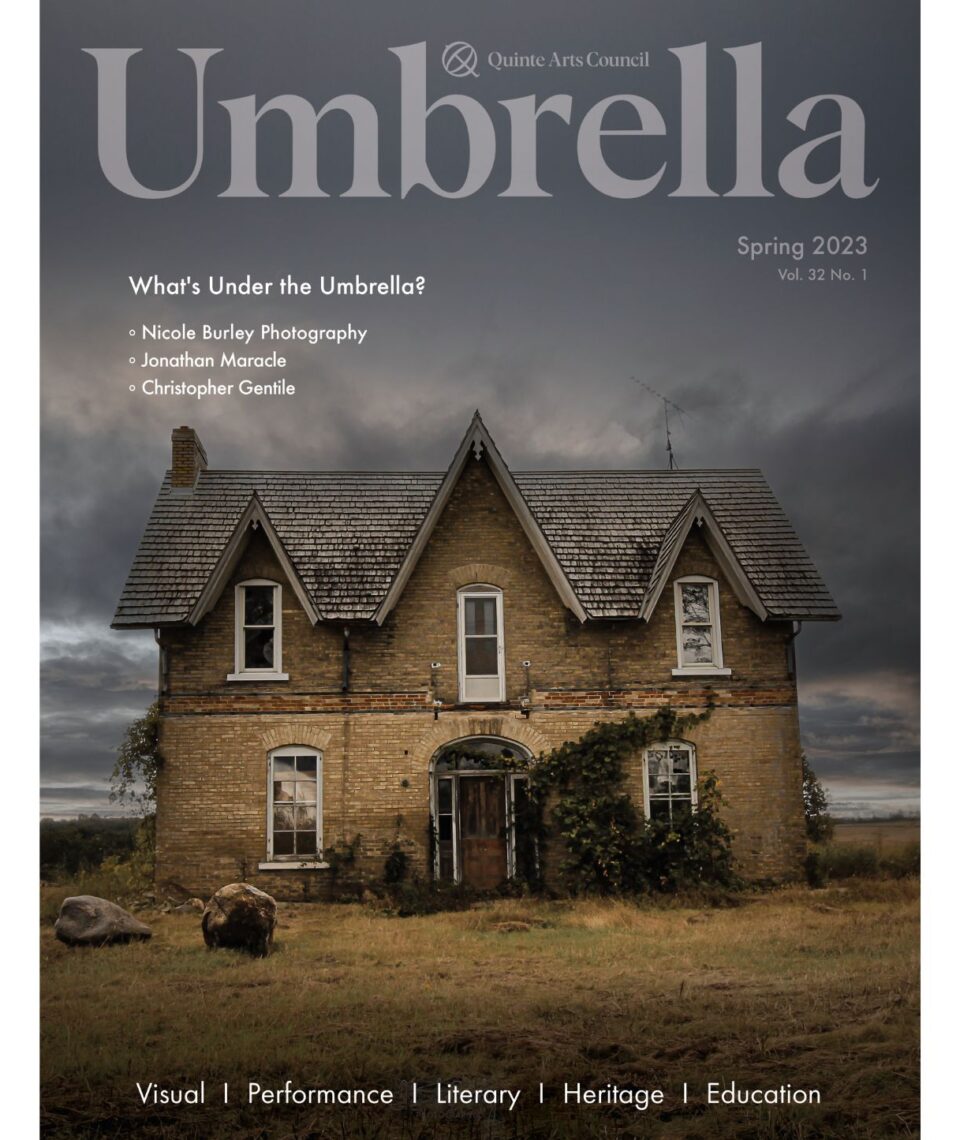 Quinte Arts Council
Umbrella
Spring 2023
Vol. 32 No. 1
What's Under the Umbrella?
◦ Nicole Burley Photography
◦ Jonathan Maracle
◦ Christopher Gentile
Visual | Performance | Literary | Heritage | Education